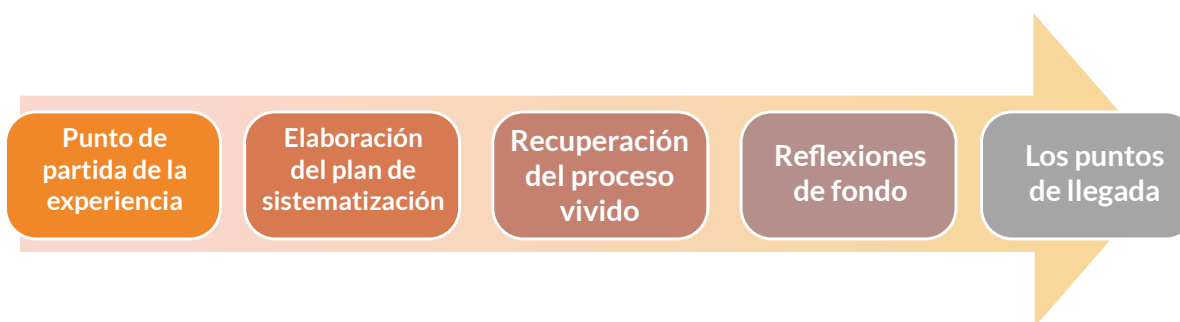 Punto de
partida de la
experiencia
Elaboración
del plan de
sistematización
Recuperación
del proceso
vivido
Reflexiones
de fondo
Los puntos
de llegada